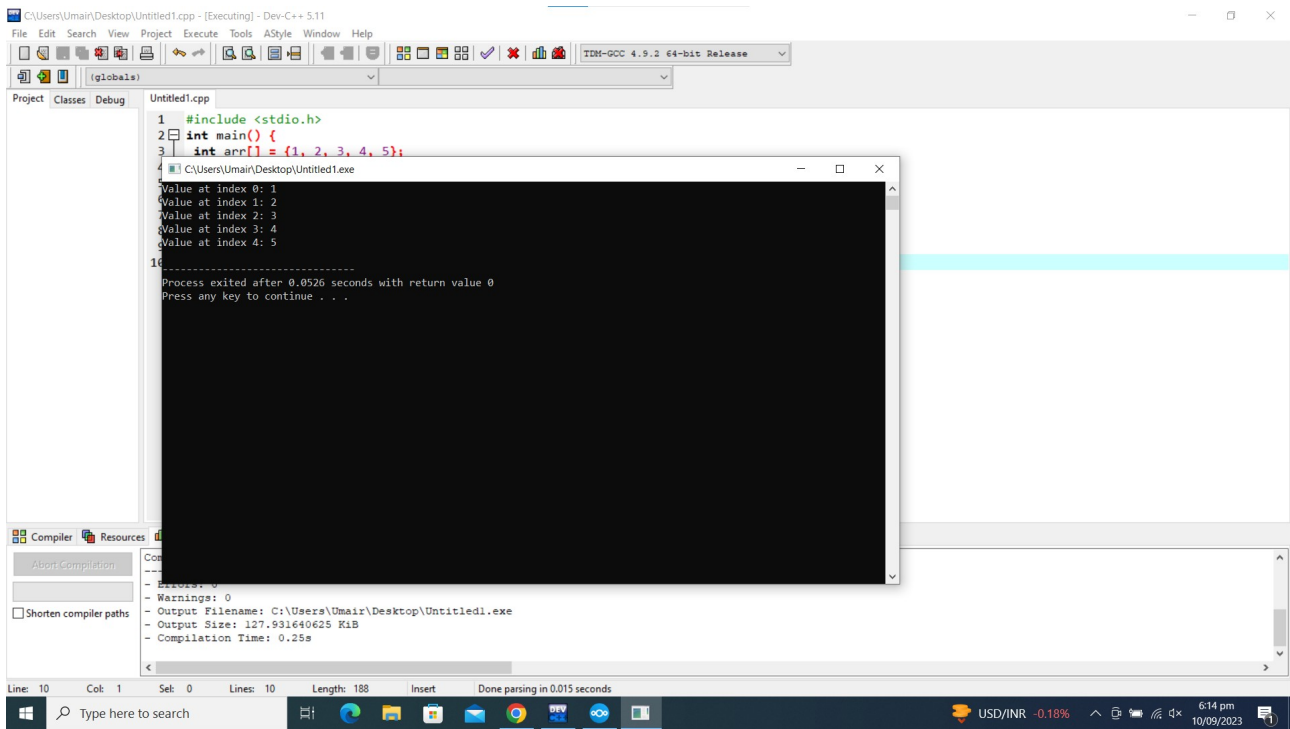 C:\Users\Umair\Desktop\Untitled1.cpp - [Executing] - Dev-C++ 5.11
File Edit Search View Project Execute Tools AStyle Window Help
TDM-GCC 4.9.2 64-bit Release
(globals)
Project Classes Debug Untitled1.cpp
1 #include <stdio.h>
2 int main() {
3 int arr[] = {1, 2, 3, 4, 5};
C:\Users\Umair\Desktop\Untitled1.exe
Value at index 0: 1
Value at index 1: 2
Value at index 2: 3
Value at index 3: 4
Value at index 4: 5
10
--------------------------------
Process exited after 0.0526 seconds with return value 0
Press any key to continue . . .
Compiler Resources
Abort Compilation
- Errors: 0
- Warnings: 0
Shorten compiler paths
- Output Filename: C:\Users\Umair\Desktop\Untitled1.exe
- Output Size: 127.931640625 KiB
- Compilation Time: 0.25s
Line: 10 Col: 1 Sel: 0 Lines: 10 Length: 188 Insert Done parsing in 0.015 seconds
Type here to search
DEV
USD/INR -0.18%
6:14 pm
10/09/2023
1